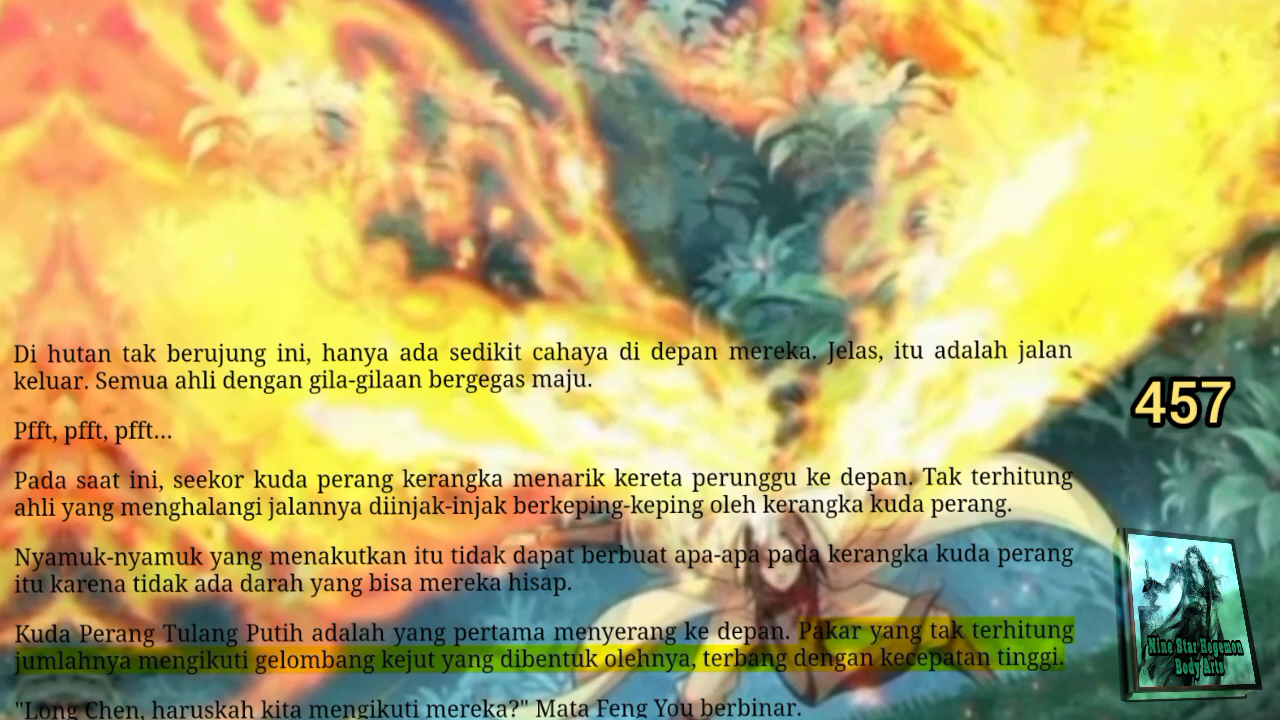 Di hutan tak berujung ini, hanya ada sedikit cahaya di depan mereka. Jelas, itu adalah jalan
keluar. Semua ahli dengan gila-gilaan bergegas maju.
Pfft, pfft, pfft...
Pada saat ini, seekor kuda perang kerangka menarik kereta perunggu ke depan. Tak terhitung
ahli yang menghalangi jalannya diinjak-injak berkeping-keping oleh kerangka kuda perang.
Nyamuk-nyamuk yang menakutkan itu tidak dapat berbuat apa-apa pada kerangka kuda perang
itu karena tidak ada darah yang bisa mereka hisap.
Kuda Perang Tulang Putih adalah yang pertama menyerang ke depan. Pakar yang tak terhitung
jumlahnya mengikuti gelombang kejut yang dibentuk olehnya, terbang dengan kecepatan tinggi.
"Long Chen, haruskah kita mengikuti mereka?" Mata Feng You berbinar.
457
Nine Star Hegemon
Body Arts